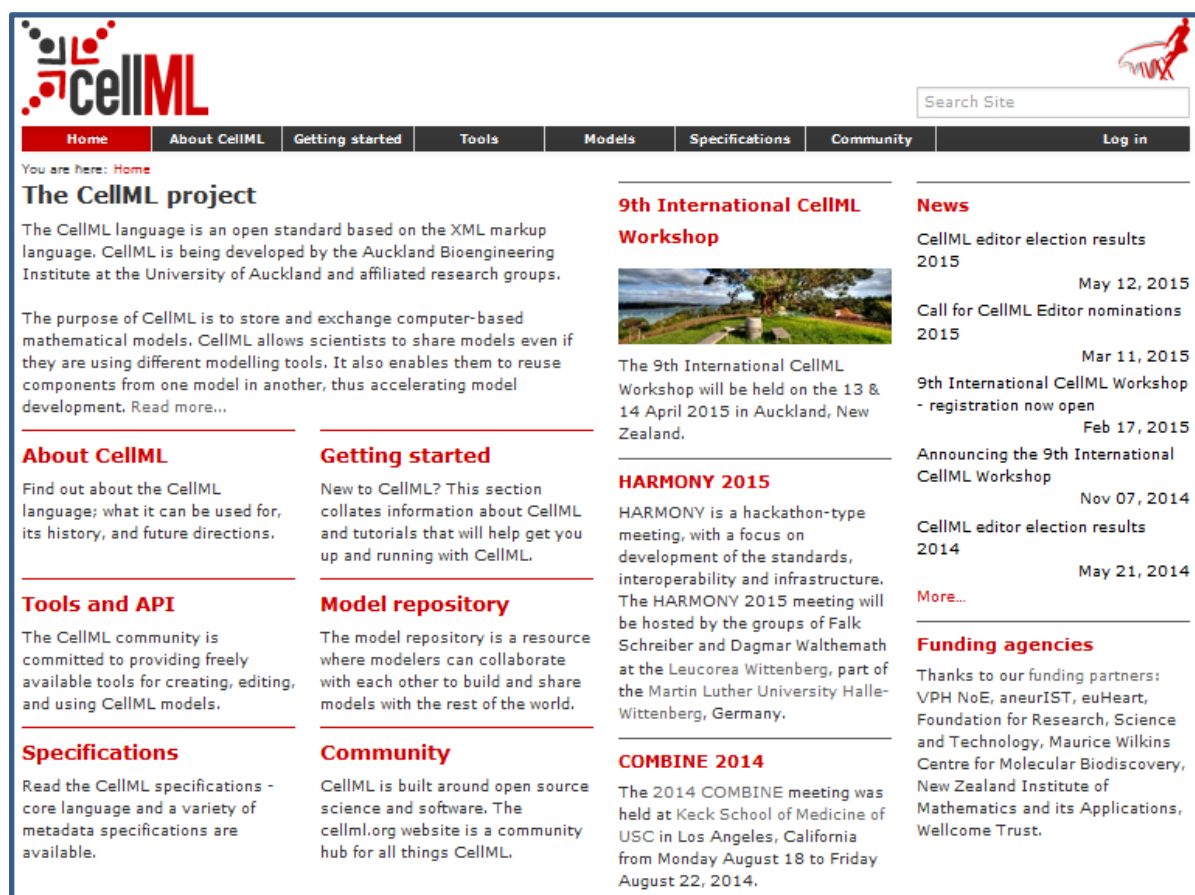 cellML
Search Site
Home About CellML Getting started Tools Models Specifications Community Log in
You are here: Home
The CellML project
The CellML language is an open standard based on the XML markup
language. CellML is being developed by the Auckland Bioengineering
Institute at the University of Auckland and affiliated research groups.
The purpose of CellML is to store and exchange computer-based
mathematical models. CellML allows scientists to share models even if
they are using different modelling tools. It also enables them to reuse
components from one model in another, thus accelerating model
development. Read more...
About CellML
Find out about the CellML
language; what it can be used for,
its history, and future directions.
Getting started
New to CellML? This section
collates information about CellML
and tutorials that will help get you
up and running with CellML.
Tools and API
The CellML community is
committed to providing freely
available tools for creating, editing,
and using CellML models.
Model repository
The model repository is a resource
where modelers can collaborate
with each other to build and share
models with the rest of the world.
Specifications
Read the CellML specifications -
core language and a variety of
metadata specifications are
available.
Community
CellML is built around open source
science and software. The
cellml.org website is a community
hub for all things CellML.
9th International CellML
Workshop
The 9th International CellML
Workshop will be held on the 13 &
14 April 2015 in Auckland, New
Zealand.
HARMONY 2015
HARMONY is a hackathon-type
meeting, with a focus on
development of the standards,
interoperability and infrastructure.
The HARMONY 2015 meeting will
be hosted by the groups of Falk
Schreiber and Dagmar Walthemath
at the Leucorea Wittenberg, part of
the Martin Luther University Halle-
Wittenberg, Germany.
COMBINE 2014
The 2014 COMBINE meeting was
held at Keck School of Medicine of
USC in Los Angeles, California
from Monday August 18 to Friday
August 22, 2014.
News
CellML editor election results
2015
May 12, 2015
Call for CellML Editor nominations
2015
Mar 11, 2015
9th International CellML Workshop
- registration now open
Feb 17, 2015
Announcing the 9th International
CellML Workshop
Nov 07, 2014
CellML editor election results
2014
May 21, 2014
More...
Funding agencies
Thanks to our funding partners:
VPH NoE, aneurIST, euHeart,
Foundation for Research, Science
and Technology, Maurice Wilkins
Centre for Molecular Biodiscovery,
New Zealand Institute of
Mathematics and its Applications,
Wellcome Trust.